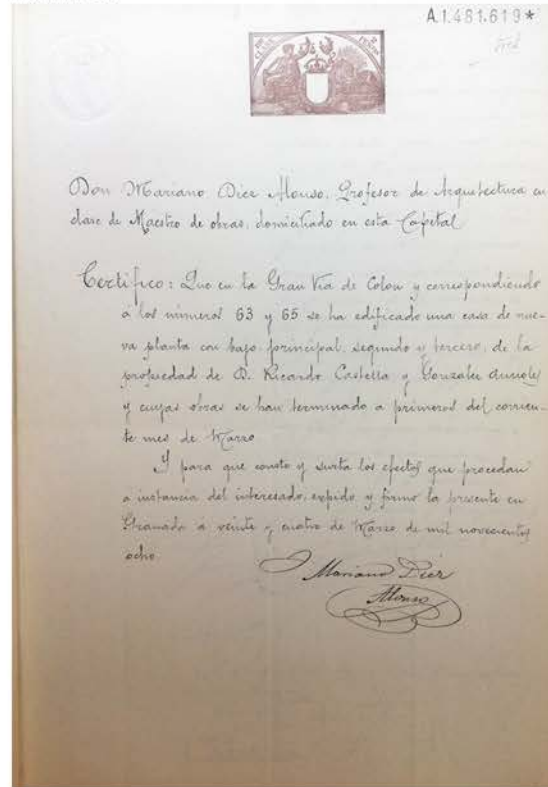 A.1.481.619*
Don Mariano Diez Alonso, Profesor de Arquitectura en
clase de Maestro de obras, domiciliado en esta Capital
Certifico: Que en la Gran Via de Colon y correspondiendo
á los números 63 y 65 se ha edificado una casa de nue-
va planta con bajo, principal, segundo y tercero, de la
propiedad de D. Ricardo Castella y Gonzalez
y cuyas obras se han terminado a primeros del corrien-
te mes de Marzo
Y para que conste y surta los efectos que procedan
a instancia del interesado, expido y firmo la presente en
Granada a veinte y cuatro de Marzo de mil novecientos
ocho
Mariano Diez
Alonso